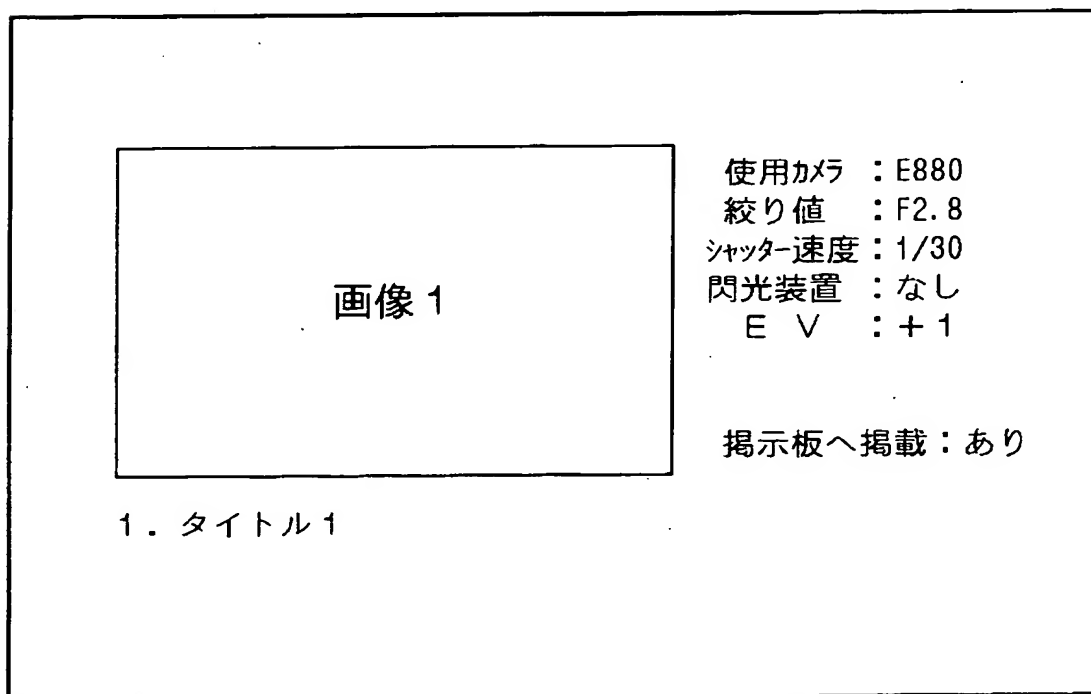 画像1
使用ｶﾒﾗ：E880
絞り値：F2.8
ｼｬｯﾀｰ速度：1/30
閃光装置：なし
EV：+1
掲示板へ掲載：あり
1. タイトル1